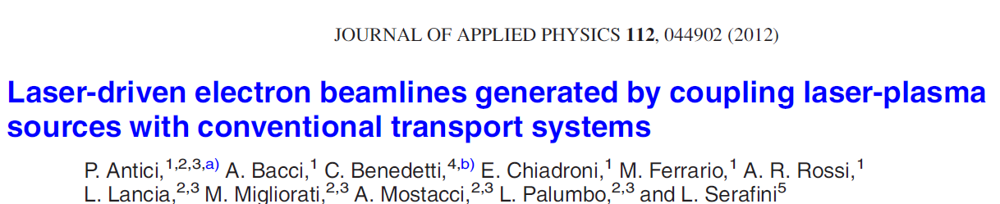 JOURNAL OF APPLIED PHYSICS 112, 044902 (2012)
Laser-driven electron beamlines generated by coupling laser-plasma
sources with conventional transport systems
P. Antici,1,2,3,a) A. Bacci,1 C. Benedetti,4,b) E. Chiadroni,1 M. Ferrario,1 A. R. Rossi,1
L. Lancia,2,3 M. Migliorati,2,3 A. Mostacci,2,3 L. Palumbo,2,3 and L. Serafini5